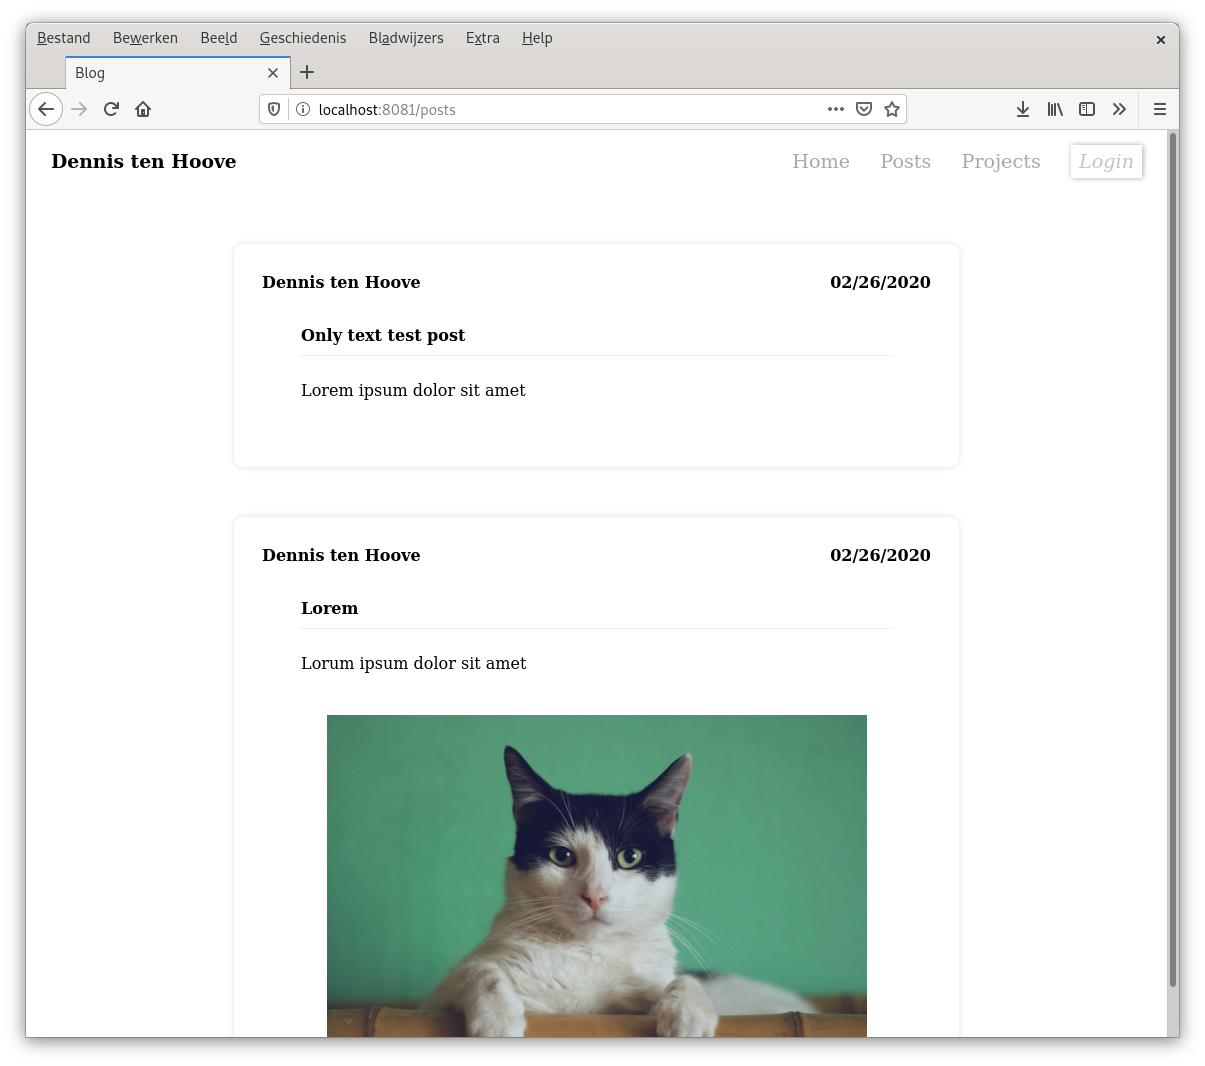 Bestand Bewerken Beeld Geschiedenis Bladwijzers Extra Help
Blog
localhost:8081/posts
Dennis ten Hoove Home Posts Projects Login
Dennis ten Hoove 02/26/2020
Only text test post
Lorem ipsum dolor sit amet
Dennis ten Hoove 02/26/2020
Lorem
Lorum ipsum dolor sit amet